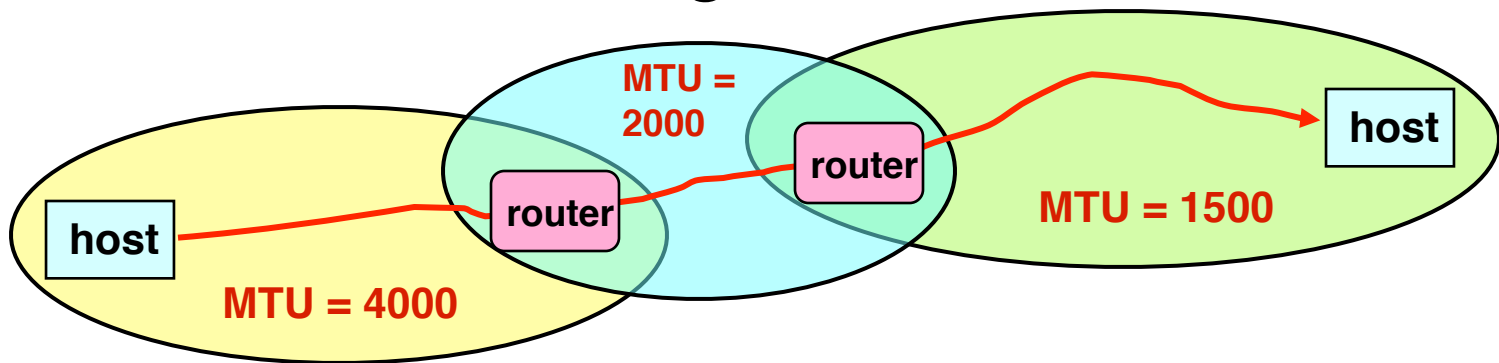 host
MTU = 4000
router
MTU =
2000
router
MTU = 1500
host